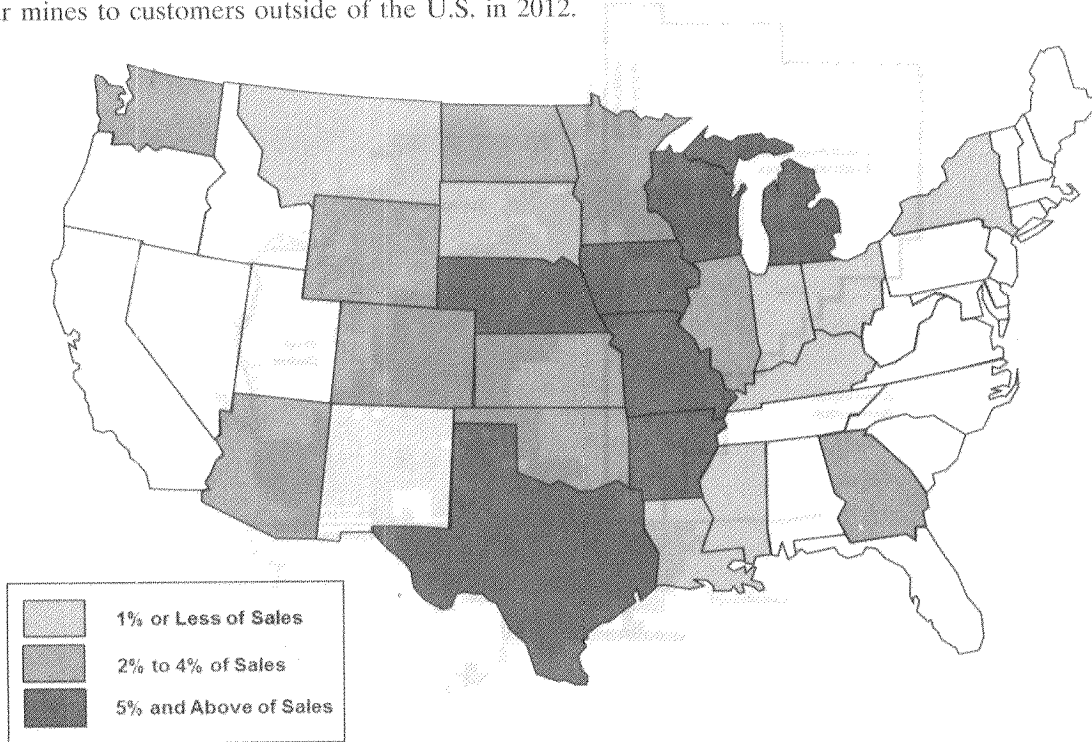 r mines to customers outside of the U.S. in 2012.
1% or Less of Sales
2% to 4% of Sales
5% and Above of Sales